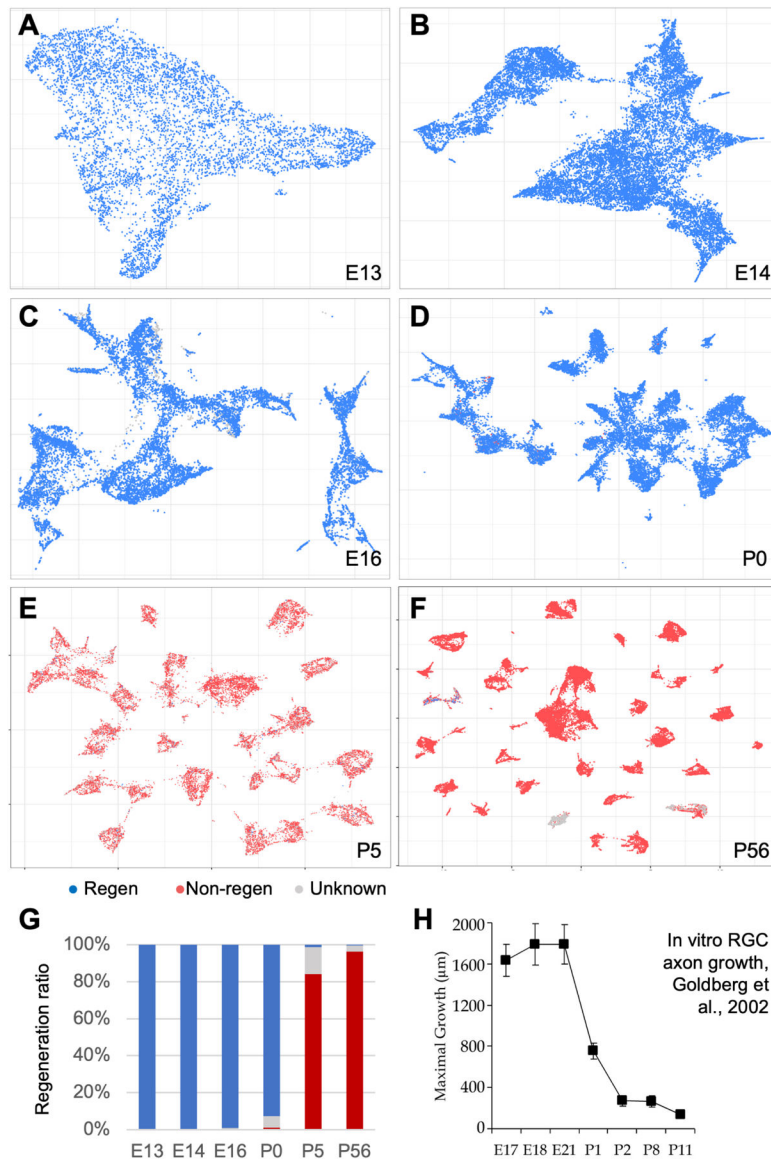 A
E13
B
E14
C
E16
D
P0
E
P5
F
P56
Regen Non-regen Unknown
G
Regeneration ratio
100%
80%
60%
40%
20%
0%
E13 E14 E16 P0 P5 P56
H
Maximal Growth (µm)
2000
1600
1200
800
400
0
E17 E18 E21 P1 P2 P8 P11
In vitro RGC
axon growth,
Goldberg et
al., 2002